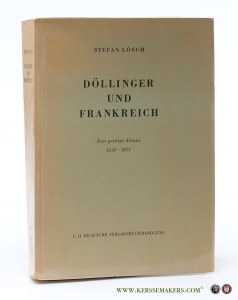 STEFAN LÖSCH
DÖLLINGER
UND
FRANKREICH
Eine geistige Allianz
1823 - 1871
C. H. BECK'SCHE VERLAGSBUCHHANDLUNG
WWW.KERSSEMAKERS.COM